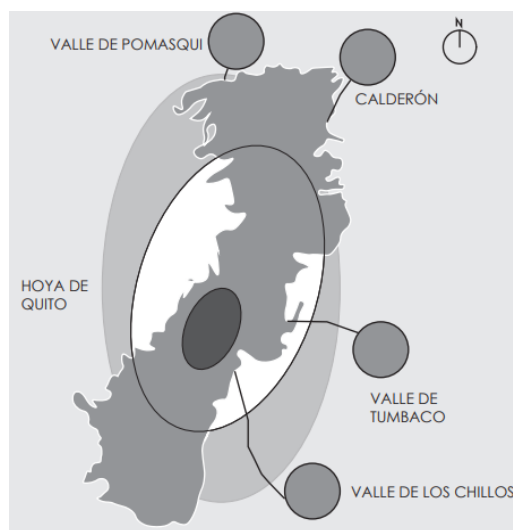 N
VALLE DE POMASQUI
CALDERÓN
HOYA DE
QUITO
VALLE DE
TUMBACO
VALLE DE LOS CHILLOS